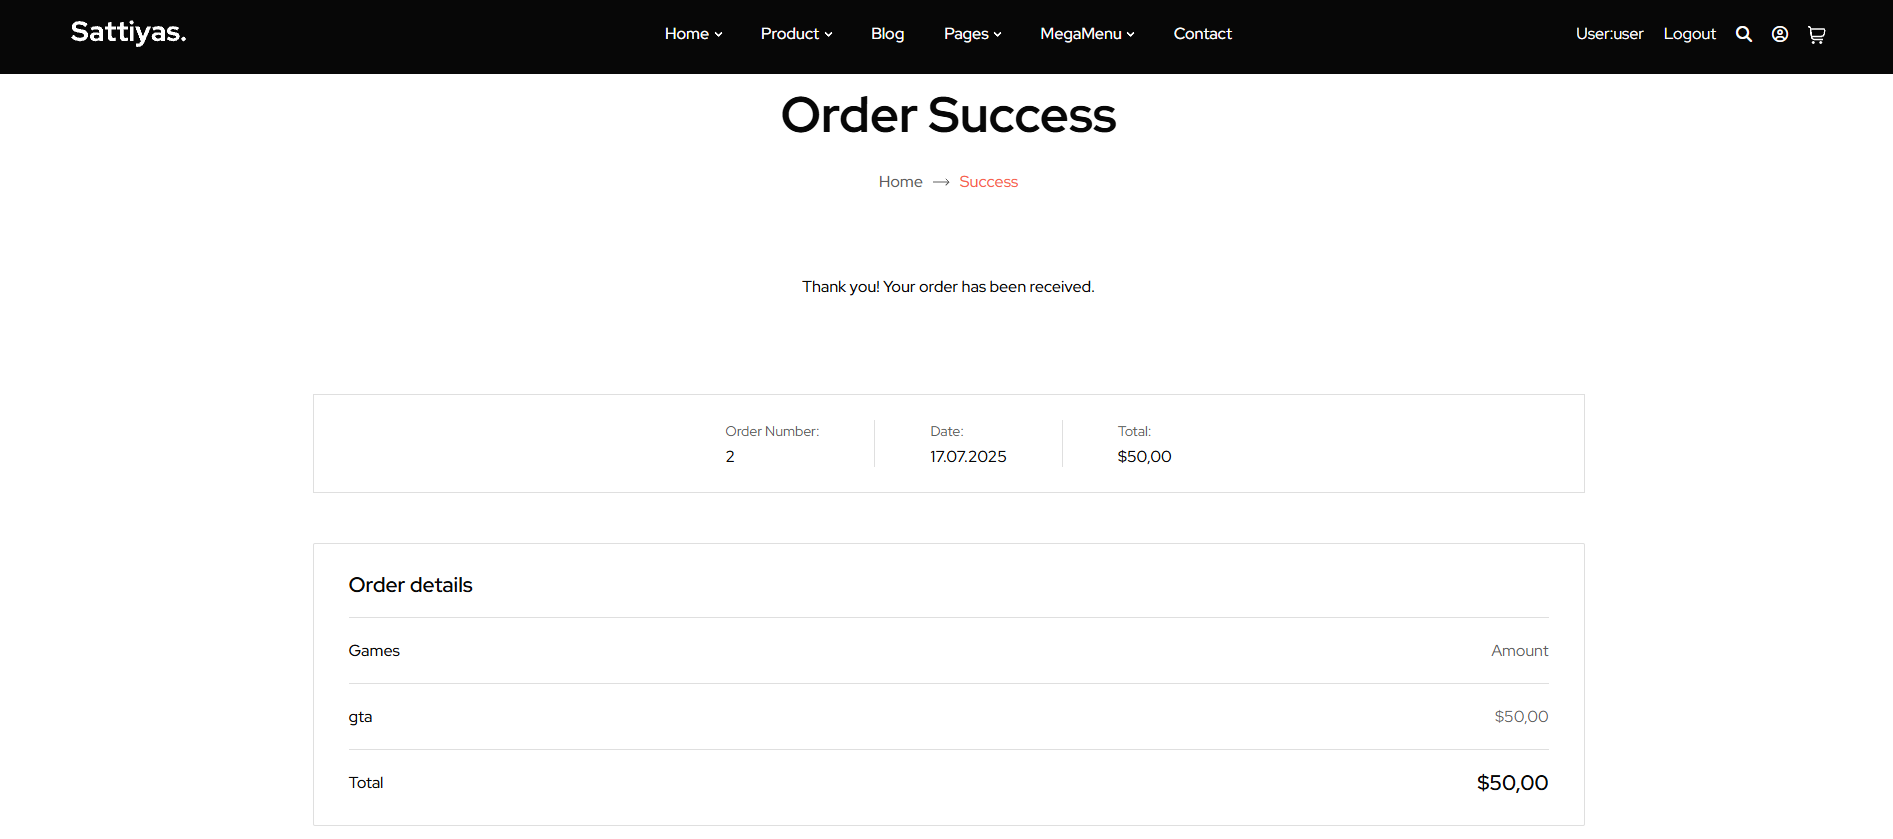 Sattiyas.
Home Product Blog Pages MegaMenu Contact
User:user Logout
Order Success
Home → Success
Thank you! Your order has been received.
Order Number: Date: Total:
2 17.07.2025 $50,00
Order details
Games Amount
gta $50,00
Total $50,00